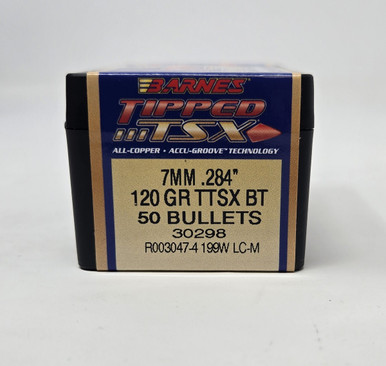 BARNES
TIPPED
TSX
ALL-COPPER • ACCU-GROOVE™ TECHNOLOGY
7MM .284"
120 GR TTSX BT
50 BULLETS
30298
R003047-4 199W LC-M